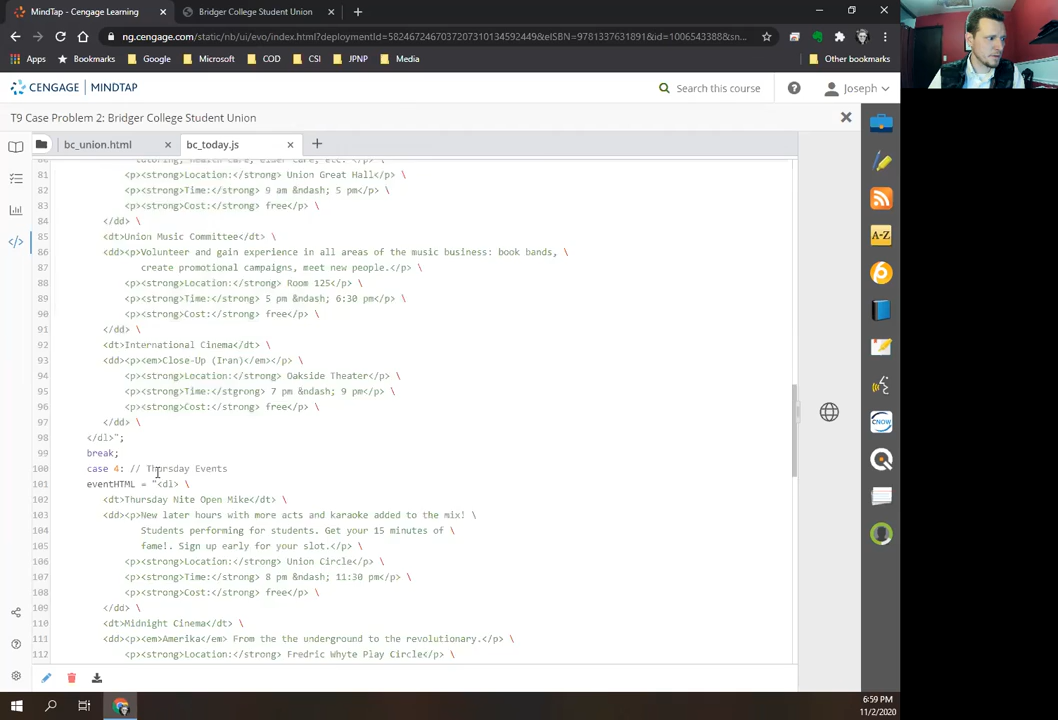 MindTap - Cengage Learning
Bridger College Student Union
ng.cengage.com/static/nb/ui/evo/index.html?deploymentId=582467246703720731013459 2449&eISBN=9781337631891&id=1006543388&sn...
Apps
Bookmarks
Google
Microsoft
COD
CSI
JPNP
Media
Other bookmarks
CENGAGE | MINDTAP
Search this course
Joseph
T9 Case Problem 2: Bridger College Student Union
bc_union.html
bc_today.js
80 tutoring, health care, elder care, etc. </p> \
81 <p><strong>Location:</strong> Union Great Hall</p> \
82 <p><strong>Time:</strong> 9 am &ndash; 5 pm</p> \
83 <p><strong>Cost:</strong> free</p> \
84 </dd> \
85 <dt>Union Music Committee</dt> \
86 <dd><p>Volunteer and gain experience in all areas of the music business: book bands, \
87 create promotional campaigns, meet new people.</p> \
88 <p><strong>Location:</strong> Room 125</p> \
89 <p><strong>Time:</strong> 5 pm &ndash; 6:30 pm</p> \
90 <p><strong>Cost:</strong> free</p> \
91 </dd> \
92 <dt>International Cinema</dt> \
93 <dd><p><em>Close-Up (Iran)</em></p> \
94 <p><strong>Location:</strong> Oakside Theater</p> \
95 <p><strong>Time:/stgrong> 7 pm &ndash; 9 pm</p> \
96 <p><strong>Cost:</strong> free</p> \
97 </dd> \
98 </dl>";
99 break;
100 case 4: // Thursday Events
101 eventHTML = "<dl> \
102 <dt>Thursday Nite Open Mike</dt> \
103 <dd><p>New later hours with more acts and karaoke added to the mix! \
104 Students performing for students. Get your 15 minutes of \
105 fame!. Sign up early for your slot.</p> \
106 <p><strong>Location:</strong> Union Circle</p> \
107 <p><strong>Time:</strong> 8 pm &ndash; 11:30 pm</p> \
108 <p><strong>Cost:</strong> free</p> \
109 </dd> \
110 <dt>Midnight Cinema</dt> \
111 <dd><p><em>Amerika</em> From the the underground to the revolutionary.</p> \
112 <p><strong>Location:</strong> Fredric Whyte Play Circle</p> \
A-Z
CNOW
6:59 PM
11/2/2020